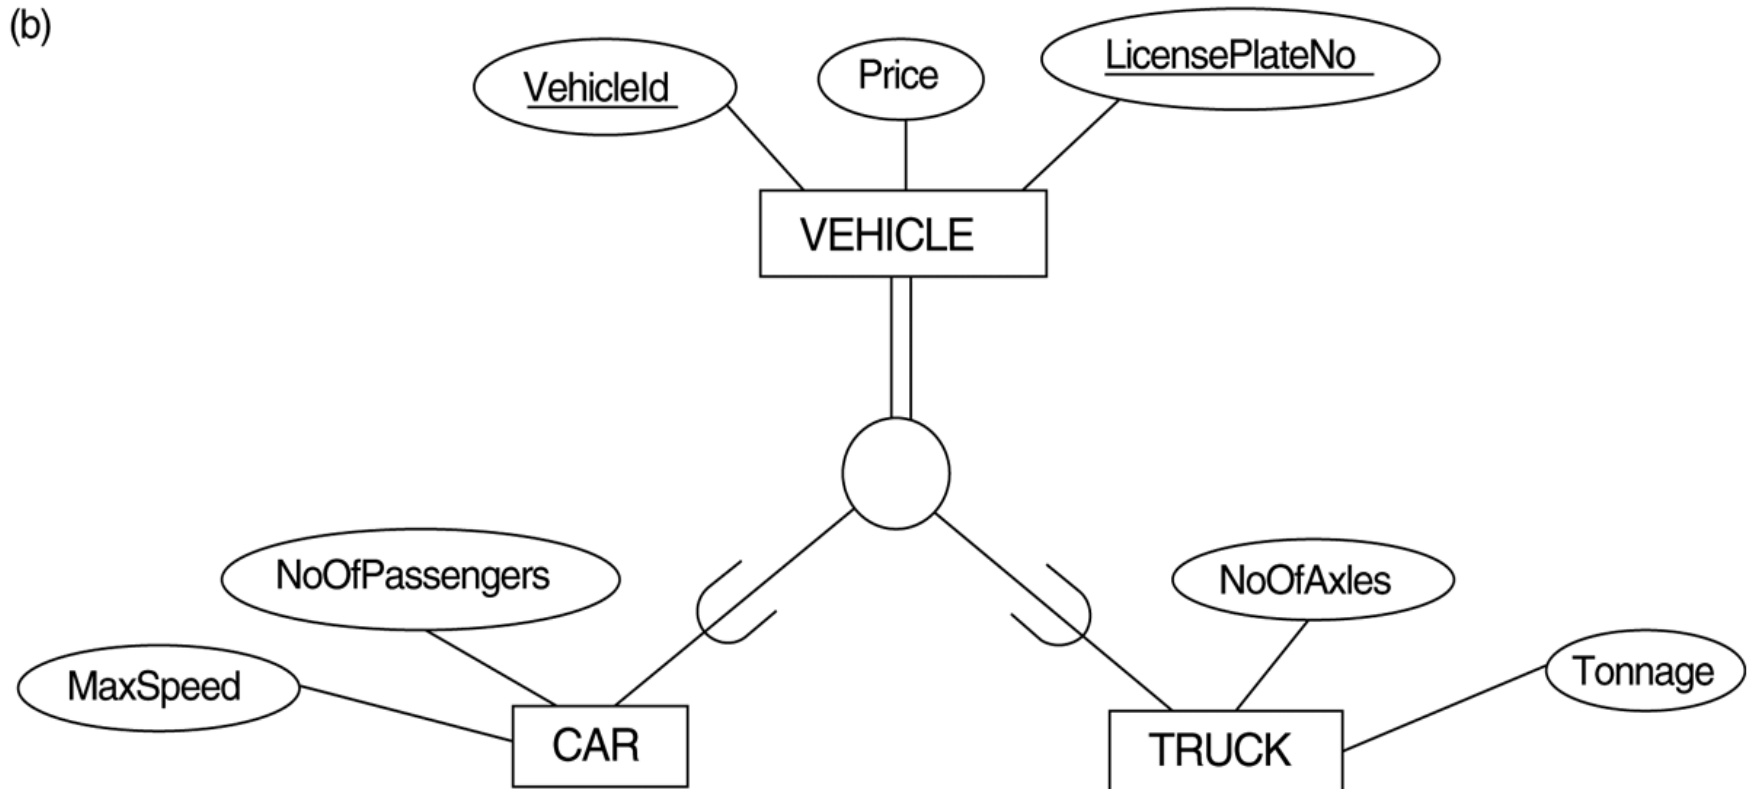 (b)
VehicleId
Price
LicensePlateNo
VEHICLE
NoOfPassengers
NoOfAxles
MaxSpeed
Tonnage
CAR
TRUCK